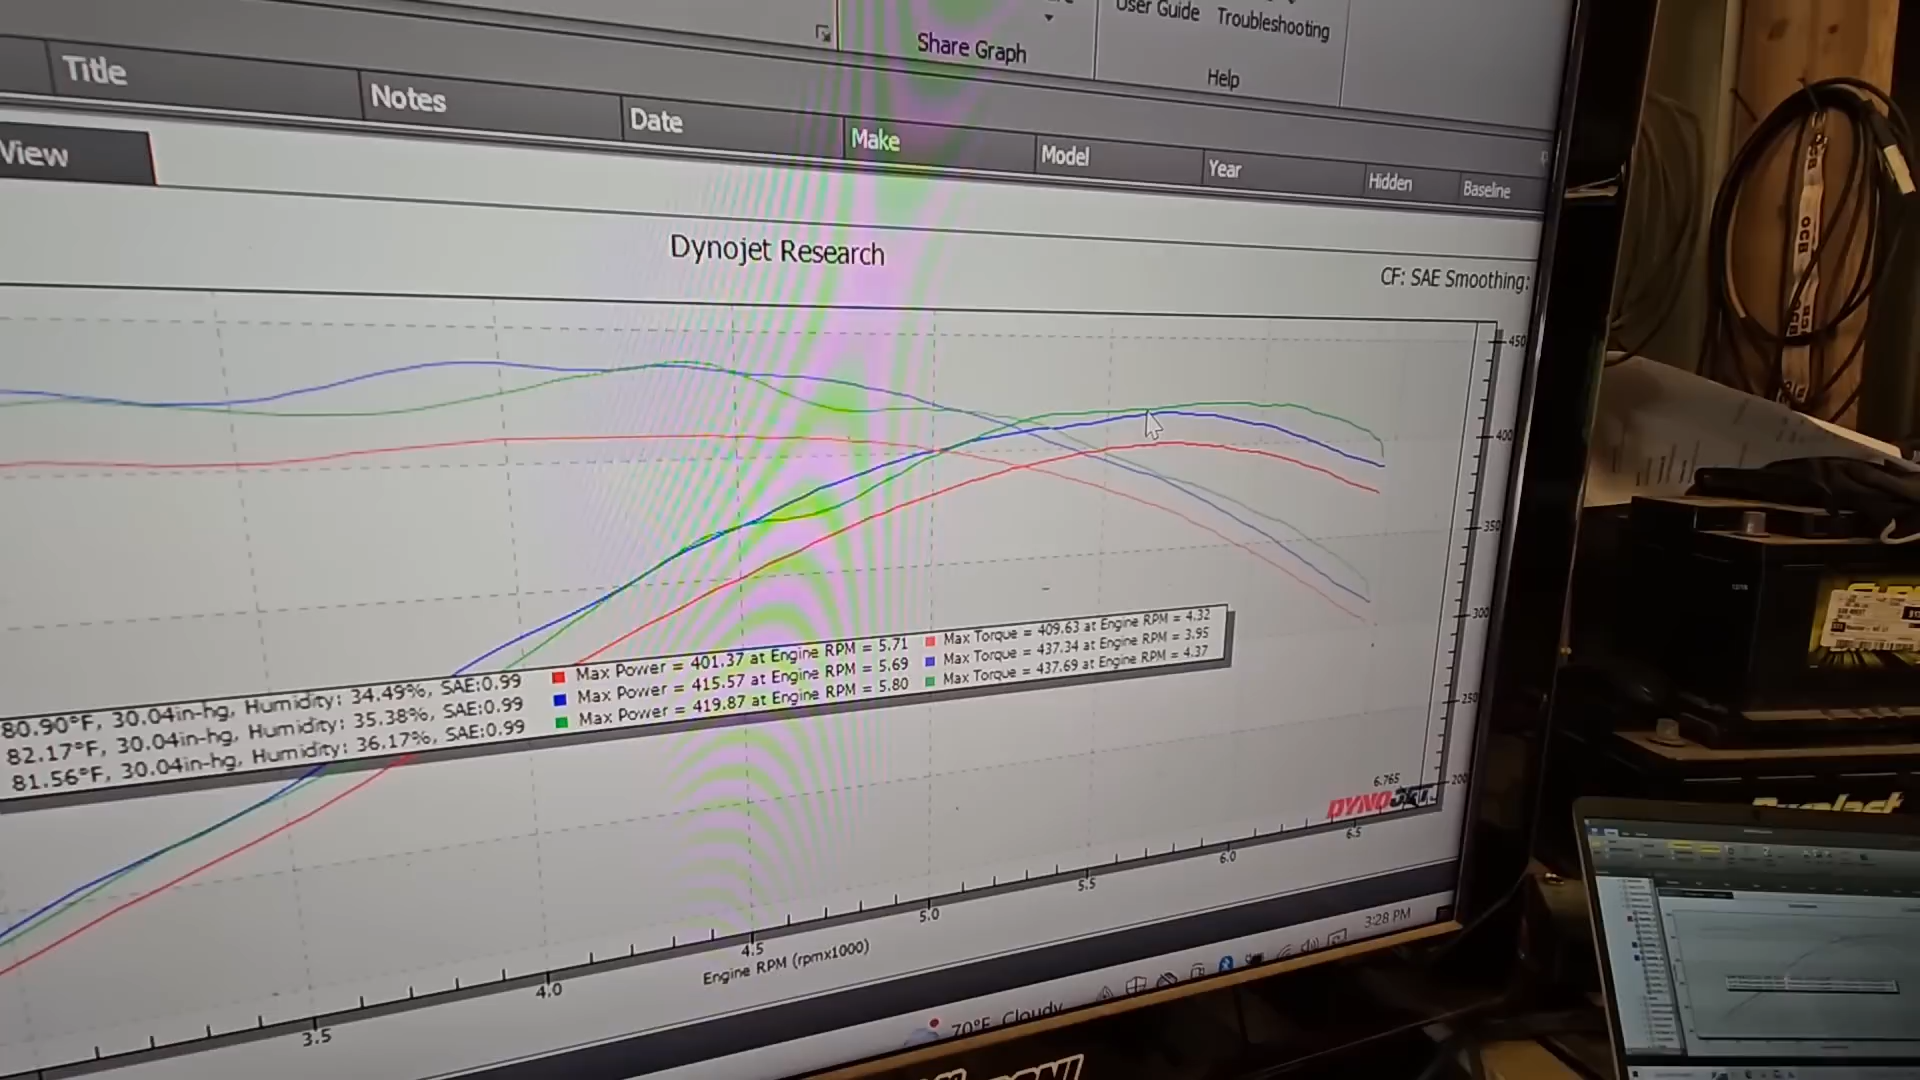 User Guide Troubleshooting
Share Graph
Help
Title Notes Date Make Model Year Hidden Baseline
View
Dynojet Research
CF: SAE Smoothing:
450
400
350
300
250
200
80.90°F, 30.04in-hg, Humidity: 34.49%, SAE:0.99
82.17°F, 30.04in-hg, Humidity: 35.38%, SAE:0.99
81.56°F, 30.04in-hg, Humidity: 36.17%, SAE:0.99
Max Power = 401.37 at Engine RPM = 5.71
Max Power = 415.57 at Engine RPM = 5.69
Max Power = 419.87 at Engine RPM = 5.80
Max Torque = 409.63 at Engine RPM = 4.32
Max Torque = 437.34 at Engine RPM = 3.95
Max Torque = 437.69 at Engine RPM = 4.37
6.765
DYNOJET
3.5 4.0 4.5 5.0 5.5 6.0 6.5
Engine RPM (rpmx1000)
70°F Cloudy
3:28 PM
Duralast